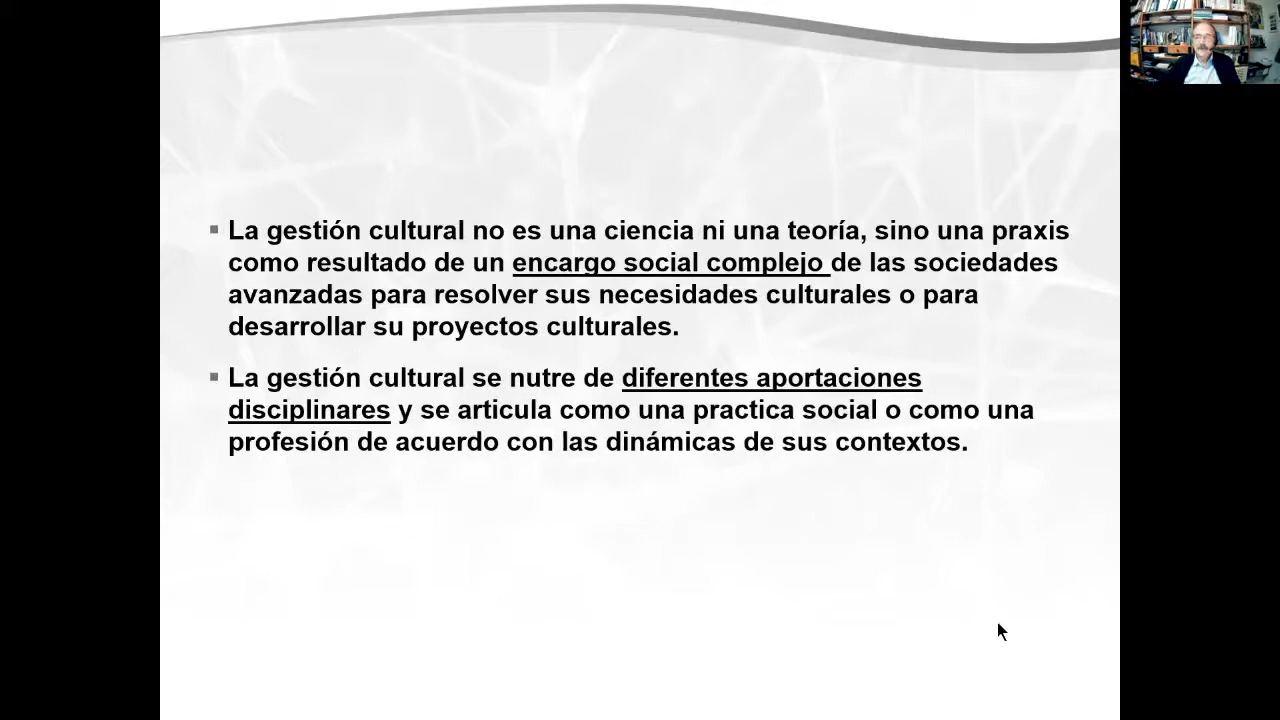 La gestión cultural no es una ciencia ni una teoría, sino una praxis
como resultado de un encargo social complejo de las sociedades
avanzadas para resolver sus necesidades culturales o para
desarrollar su proyectos culturales.
La gestión cultural se nutre de diferentes aportaciones
disciplinares y se articula como una practica social o como una
profesión de acuerdo con las dinámicas de sus contextos.